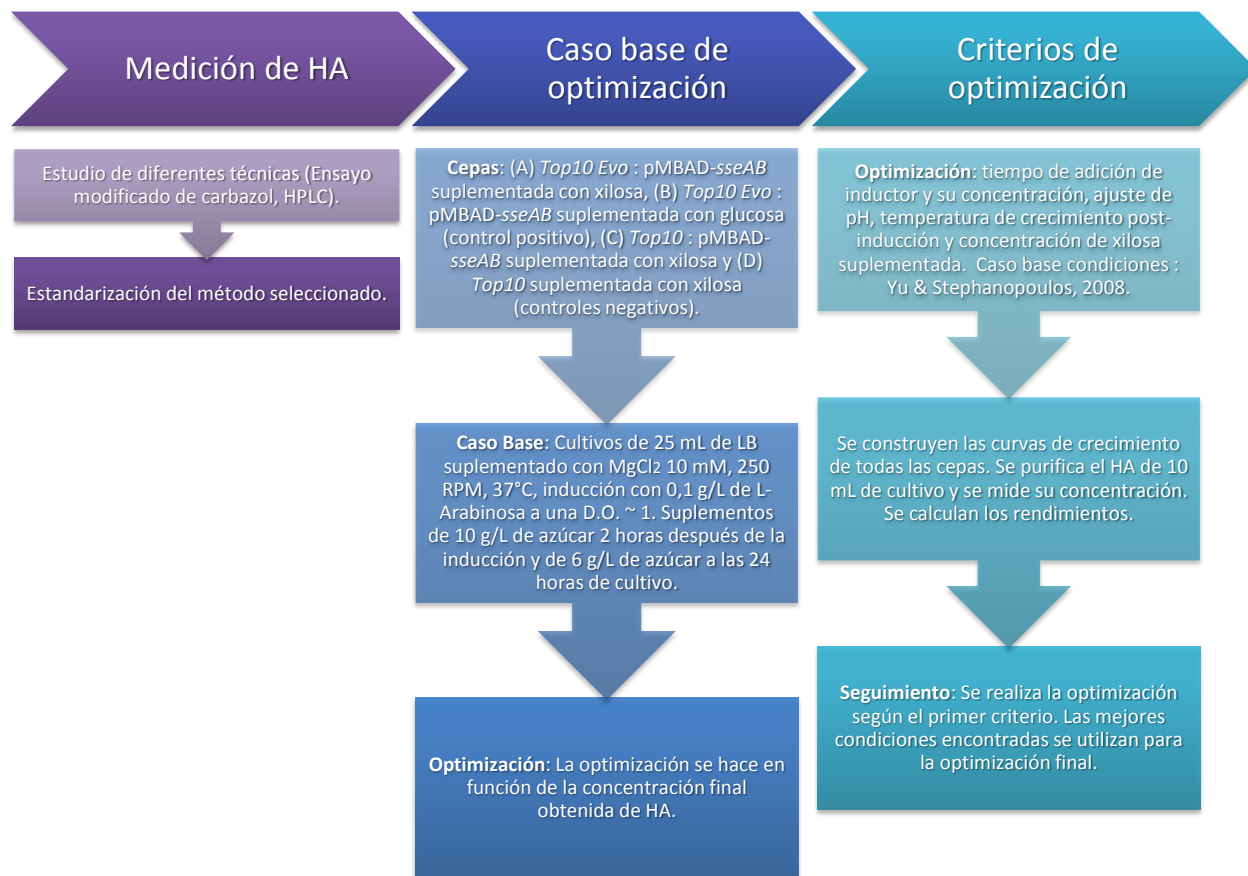 Medición de HA
Caso base de
optimización
Criterios de
optimización
Estudio de diferentes técnicas (Ensayo
modificado de carbazol, HPLC).
Estandarización del método seleccionado.
Cepas: (A) Top10 Evo : pMBAD-sseAB
suplementada con xilosa, (B) Top10 Evo :
pMBAD-sseAB suplementada con glucosa
(control positivo), (C) Top10 : pMBAD-
sseAB suplementada con xilosa y (D)
Top10 suplementada con xilosa
(controles negativos).
Caso Base: Cultivos de 25 mL de LB
suplementado con MgCl2 10 mM, 250
RPM, 37°C, inducción con 0,1 g/L de L-
Arabinosa a una D.O. ~ 1. Suplementos
de 10 g/L de azúcar 2 horas después de la
inducción y de 6 g/L de azúcar a las 24
horas de cultivo.
Optimización: La optimización se hace en
función de la concentración final
obtenida de HA.
Optimización: tiempo de adición de
inductor y su concentración, ajuste de
pH, temperatura de crecimiento post-
inducción y concentración de xilosa
suplementada. Caso base condiciones :
Yu & Stephanopoulos, 2008.
Se construyen las curvas de crecimiento
de todas las cepas. Se purifica el HA de 10
mL de cultivo y se mide su concentración.
Se calculan los rendimientos.
Seguimiento: Se realiza la optimización
según el primer criterio. Las mejores
condiciones encontradas se utilizan para
la optimización final.